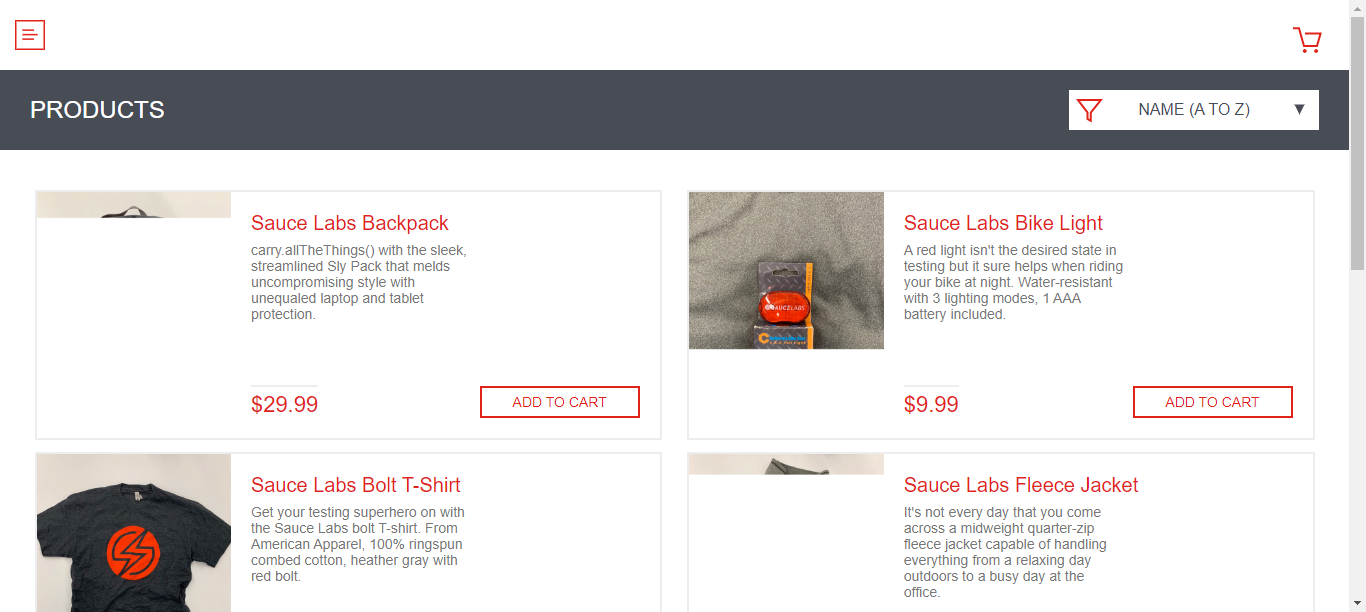 PRODUCTS
NAME (A TO Z) ▼
Sauce Labs Backpack
carry.allTheThings() with the sleek,
streamlined Sly Pack that melds
uncompromising style with
unequaled laptop and tablet
protection.
$29.99
ADD TO CART
SAUCELABS
Sauce Labs Bike Light
A red light isn't the desired state in
testing but it sure helps when riding
your bike at night. Water-resistant
with 3 lighting modes, 1 AAA
battery included.
$9.99
ADD TO CART
Sauce Labs Bolt T-Shirt
Get your testing superhero on with
the Sauce Labs bolt T-shirt. From
American Apparel, 100% ringspun
combed cotton, heather gray with
red bolt.
Sauce Labs Fleece Jacket
It's not every day that you come
across a midweight quarter-zip
fleece jacket capable of handling
everything from a relaxing day
outdoors to a busy day at the
office.